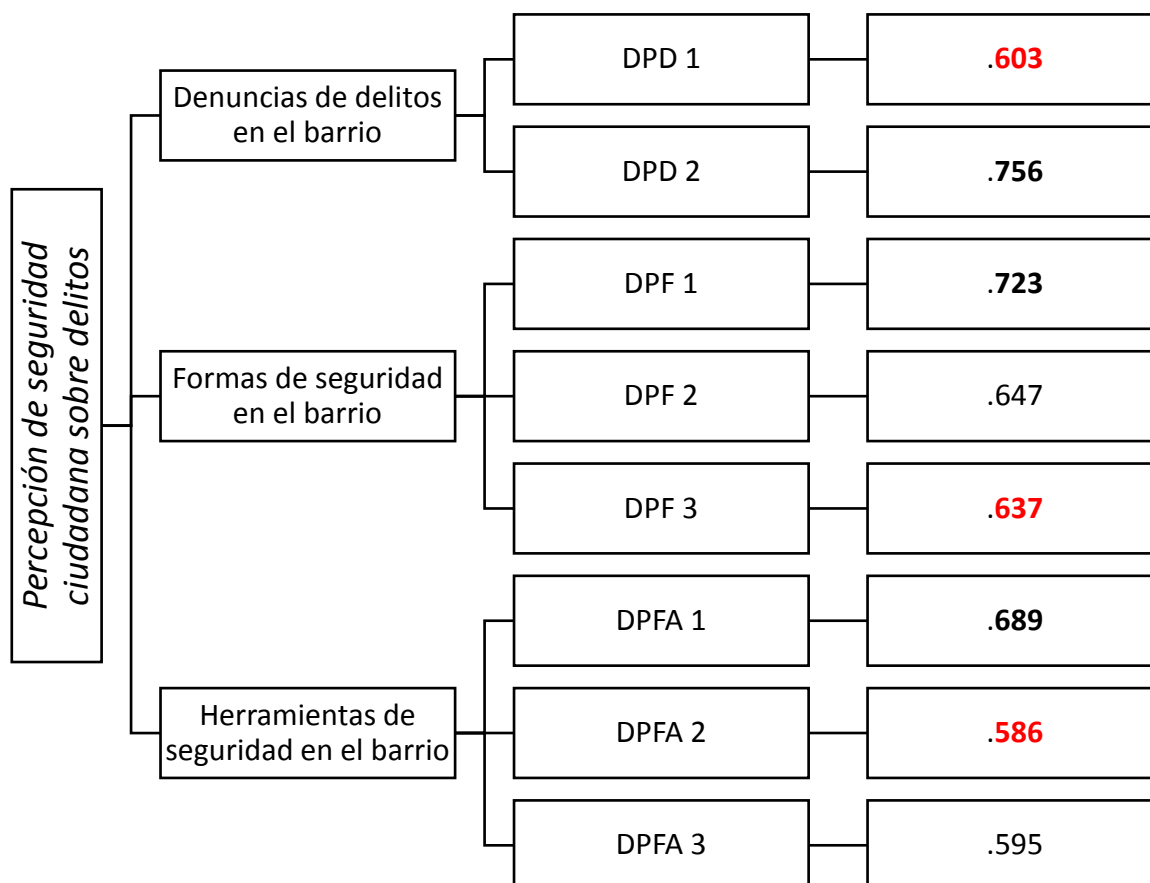 Percepción de seguridad
ciudadana sobre delitos
Denuncias de delitos
en el barrio
DPD 1
.603
DPD 2
.756
Formas de seguridad
en el barrio
DPF 1
.723
DPF 2
.647
DPF 3
.637
Herramientas de
seguridad en el barrio
DPFA 1
.689
DPFA 2
.586
DPFA 3
.595